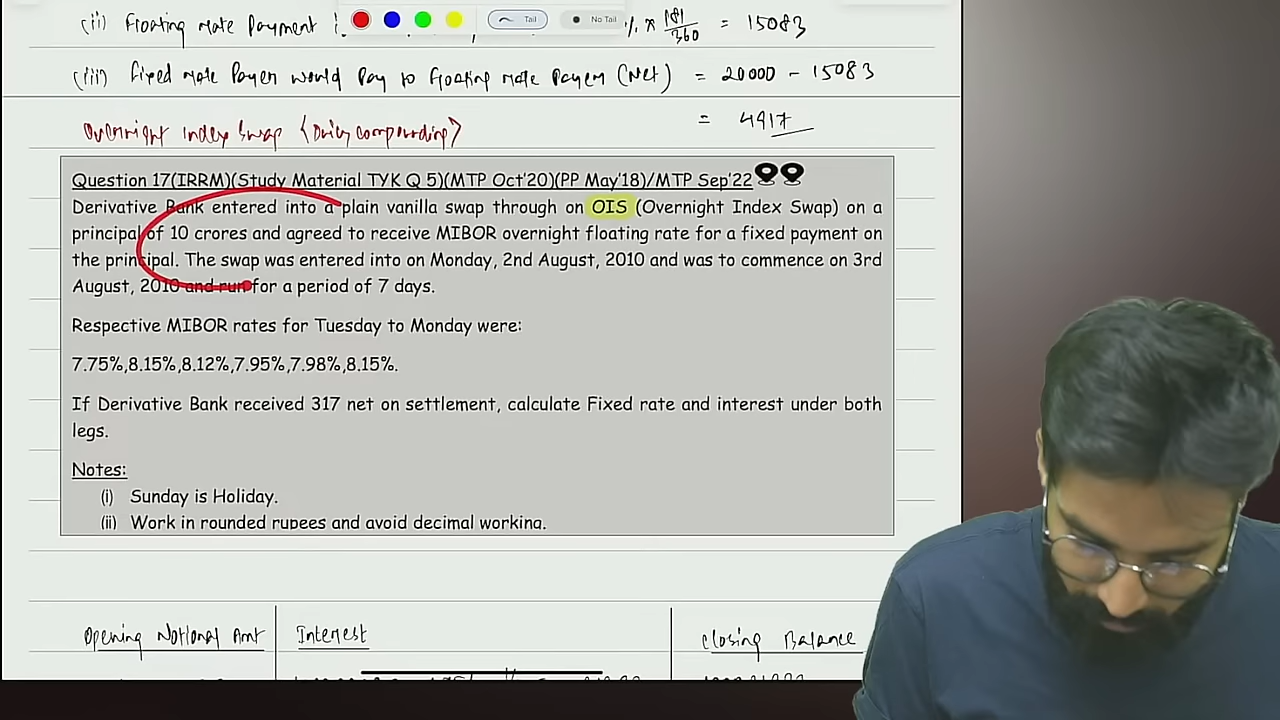 (ii) Floating Rate Payment % × 181/360 = 15083
Tail
No Tail
(iii) Fixed Rate Payer would Pay to Floating Rate Payer (Net) = 20000 - 15083
= 4917
Overnight Index Swap {Daily compounding}
Question 17(IRRM)(Study Material TYK Q 5)(MTP Oct'20)(PP May'18)/MTP Sep'22
Derivative Bank entered into a plain vanilla swap through on OIS (Overnight Index Swap) on a
principal of 10 crores and agreed to receive MIBOR overnight floating rate for a fixed payment on
the principal. The swap was entered into on Monday, 2nd August, 2010 and was to commence on 3rd
August, 2010 and run for a period of 7 days.
Respective MIBOR rates for Tuesday to Monday were:
7.75%,8.15%,8.12%,7.95%,7.98%,8.15%.
If Derivative Bank received 317 net on settlement, calculate Fixed rate and interest under both
legs.
Notes:
(i) Sunday is Holiday.
(ii) Work in rounded rupees and avoid decimal working.
Opening Notional Amt Interest Closing Balance